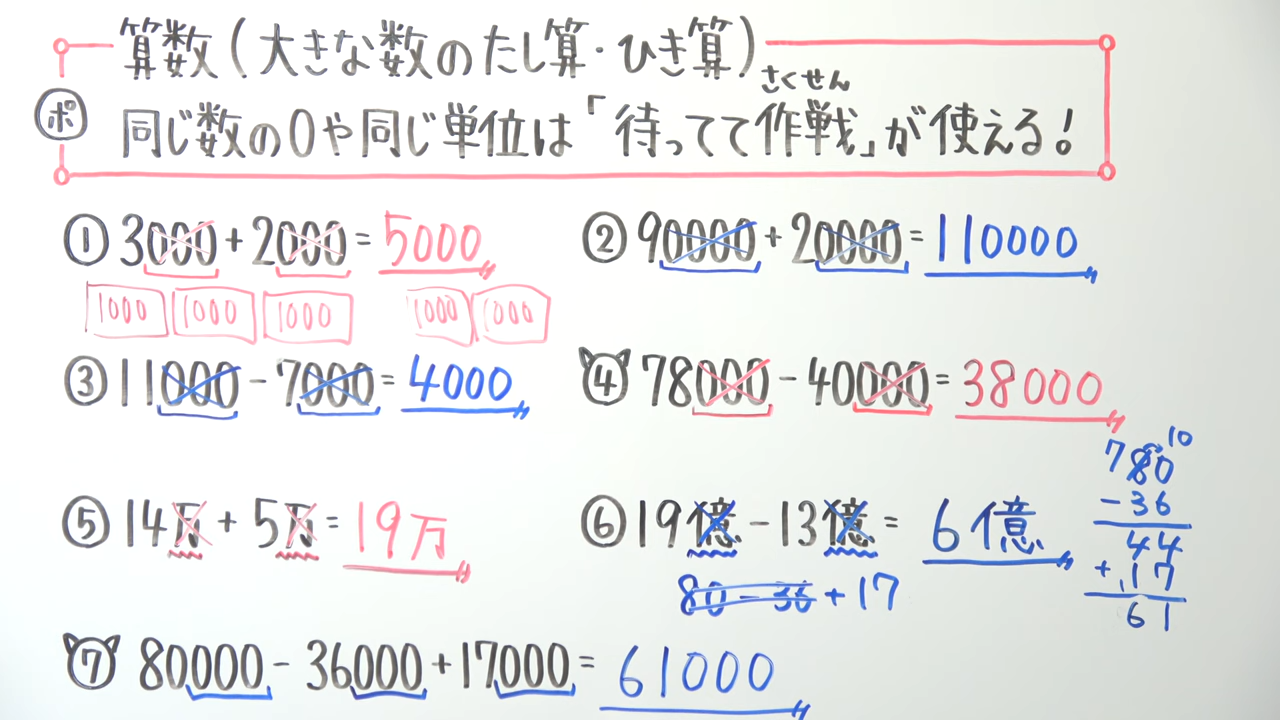 算数(大きな数のたし算・ひき算)
さくせん
ポ 同じ数の0や同じ単位は「待ってて作戦」が使える!
① 3000+2000=5000
1000 1000 1000 1000 1000
② 90000+20000=110000
③ 11000-7000=4000
④ 78000-40000=38000
⑤ 14万+5万=19万
⑥ 19億-13億=6億
80-36+17
7 10
80
-36
44
+17
61
⑦ 80000-36000+17000=61000